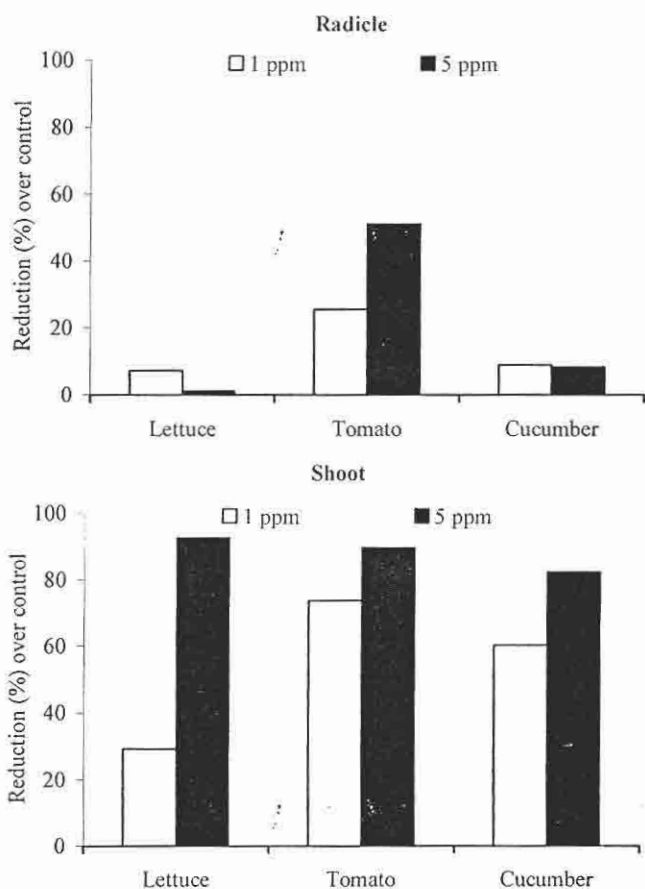 Radicle
1 ppm 5 ppm
Reduction (%) over control
100
80
60
40
20
0
Lettuce Tomato Cucumber
Shoot
1 ppm 5 ppm
Reduction (%) over control
100
80
60
40
20
0
Lettuce Tomato Cucumber